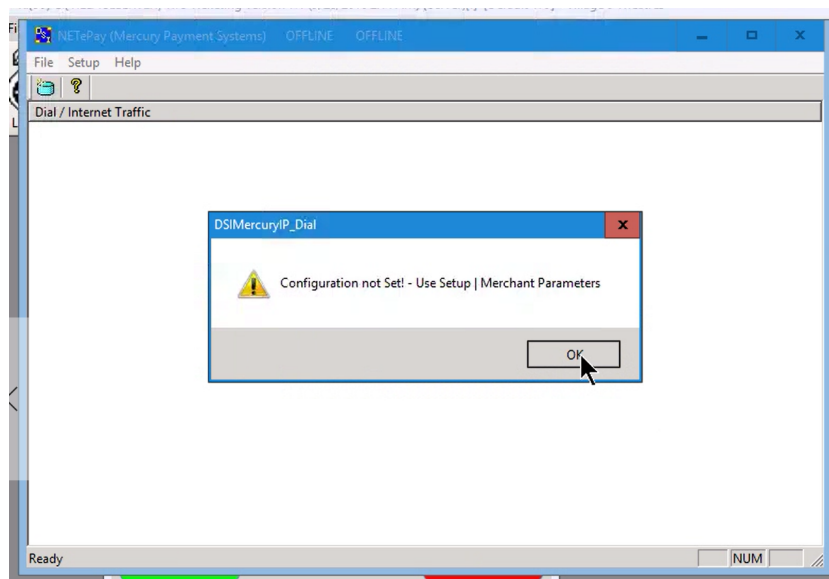 NETePay (Mercury Payment Systems) OFFLINE OFFLINE
File Setup Help
Dial / Internet Traffic
DSIMercuryIP_Dial
Configuration not Set! - Use Setup | Merchant Parameters
OK
Ready
NUM